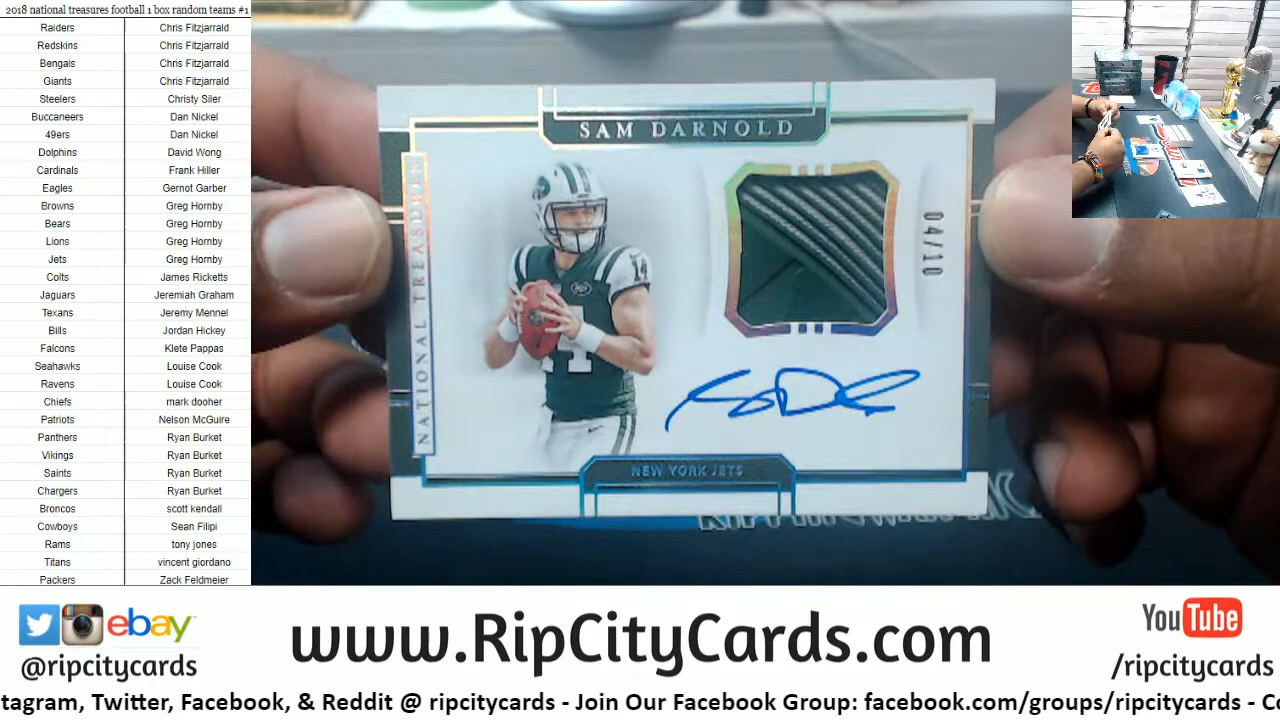 2018 national treasures football 1 box random teams #1
Raiders Chris Fitzjarrald
Redskins Chris Fitzjarrald
Bengals Chris Fitzjarrald
Giants Chris Fitzjarrald
Steelers Christy Siler
Buccaneers Dan Nickel
49ers Dan Nickel
Dolphins David Wong
Cardinals Frank Hiller
Eagles Gernot Garber
Browns Greg Hornby
Bears Greg Hornby
Lions Greg Hornby
Jets Greg Hornby
Colts James Ricketts
Jaguars Jeremiah Graham
Texans Jeremy Mennel
Bills Jordan Hickey
Falcons Klete Pappas
Seahawks Louise Cook
Ravens Louise Cook
Chiefs mark dooher
Patriots Nelson McGuire
Panthers Ryan Burket
Vikings Ryan Burket
Saints Ryan Burket
Chargers Ryan Burket
Broncos scott kendall
Cowboys Sean Filipi
Rams tony jones
Titans vincent giordano
Packers Zack Feldmeier
SAM DARNOLD
NATIONAL TREASURES
04/10
14
14
NEW YORK JETS
ebay
@ripcitycards
www.RipCityCards.com
YouTube
/ripcitycards
stagram, Twitter, Facebook, & Reddit @ ripcitycards - Join Our Facebook Group: facebook.com/groups/ripcitycards - Co